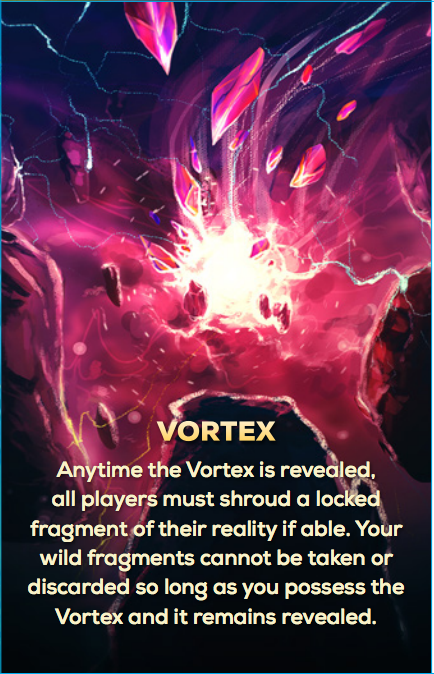 VORTEX
Anytime the Vortex is revealed,
all players must shroud a locked
fragment of their reality if able. Your
wild fragments cannot be taken or
discarded so long as you possess the
Vortex and it remains revealed.